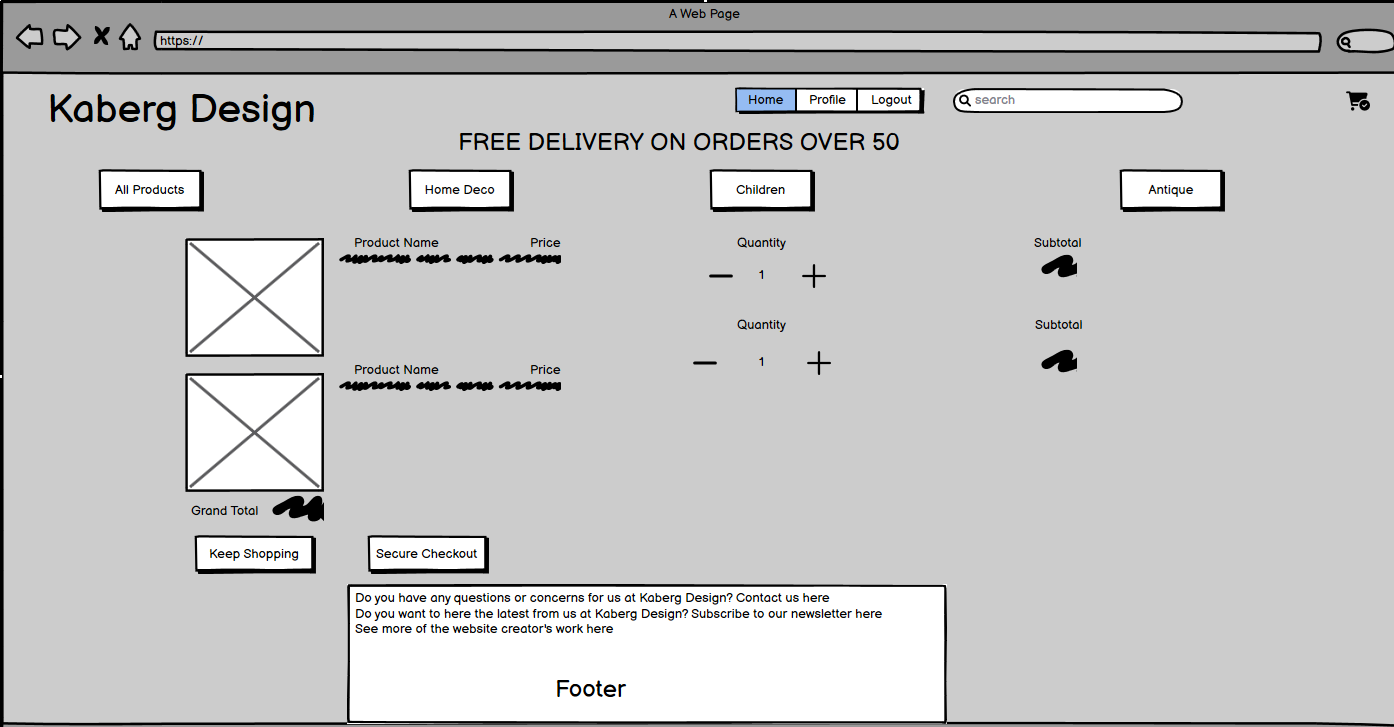 A Web Page
https://
Kaberg Design
Home Profile Logout
search
FREE DELIVERY ON ORDERS OVER 50
All Products
Home Deco
Children
Antique
Product Name Price
Quantity
Subtotal
1
Quantity
Subtotal
1
Product Name Price
Grand Total
Keep Shopping
Secure Checkout
Do you have any questions or concerns for us at Kaberg Design? Contact us here
Do you want to here the latest from us at Kaberg Design? Subscribe to our newsletter here
See more of the website creator's work here
Footer